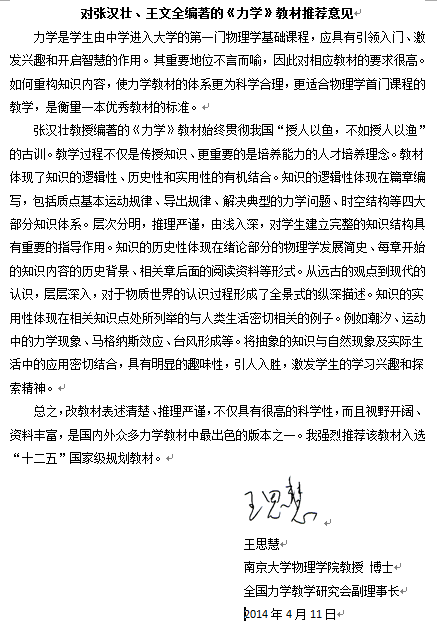 对张汉壮、王文全编著的《力学》教材推荐意见
力学是学生由中学进入大学的第一门物理学基础课程，应具有引领入门、激
发兴趣和开启智慧的作用。其重要地位不言而喻，因此对相应教材的要求很高。
如何重构知识内容，使力学教材的体系更为科学合理，更适合物理学首门课程的
教学，是衡量一本优秀教材的标准。
张汉壮教授编著的《力学》教材始终贯彻我国“授人以鱼，不如授人以渔”
的古训。教学过程不仅是传授知识、更重要的是培养能力的人才培养理念。教材
体现了知识的逻辑性、历史性和实用性的有机结合。知识的逻辑性体现在篇章编
写，包括质点基本运动规律、导出规律、解决典型的力学问题、时空结构等四大
部分知识体系。层次分明，推理严谨，由浅入深，对学生建立完整的知识结构具
有重要的指导作用。知识的历史性体现在绪论部分的物理学发展简史、每章开始
的知识内容的历史背景、相关章后面的阅读资料等形式。从远古的观点到现代的
认识，层层深入，对于物质世界的认识过程形成了全景式的纵深描述。知识的实
用性体现在相关知识点处所列举的与人类生活密切相关的例子。例如潮汐、运动
中的力学现象、马格纳斯效应、台风形成等。将抽象的知识与自然现象及实际生
活中的应用密切结合，具有明显的趣味性，引人入胜，激发学生的学习兴趣和探
索精神。
总之，改教材表述清楚、推理严谨，不仅具有很高的科学性，而且视野开阔、
资料丰富，是国内外众多力学教材中最出色的版本之一。我强烈推荐该教材入选
“十二五”国家级规划教材。
王思慧
王思慧
南京大学物理学院教授 博士
全国力学教学研究会副理事长
2014年4月11日